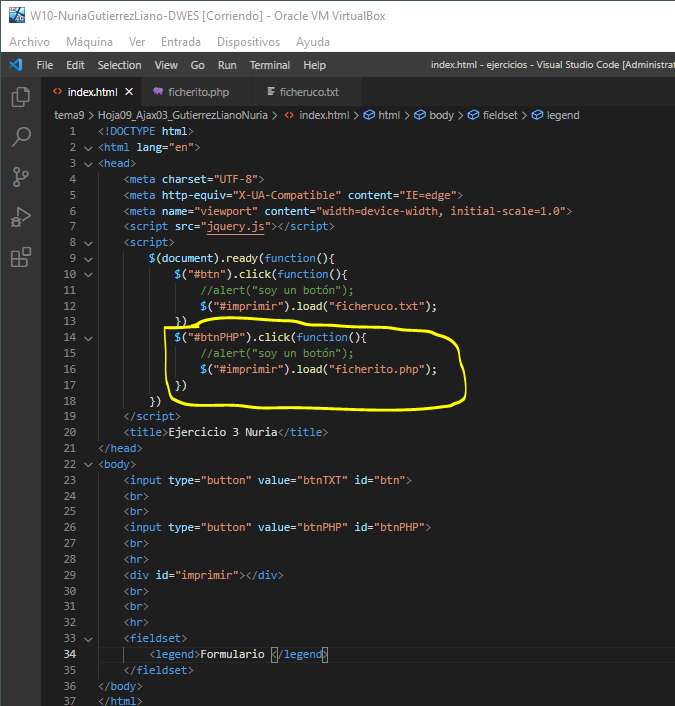 W10-NuriaGutierrezLiano-DWES [Corriendo] - Oracle VM VirtualBox
Archivo Máquina Ver Entrada Dispositivos Ayuda
File Edit Selection View Go Run Terminal Help index.html - ejercicios - Visual Studio Code [Administrat
index.html ficherito.php ficheruco.txt
tema9 > Hoja09_Ajax03_GutierrezLianoNuria > index.html > html > body > fieldset > legend
1 <!DOCTYPE html>
2 <html lang="en">
3 <head>
4 <meta charset="UTF-8">
5 <meta http-equiv="X-UA-Compatible" content="IE=edge">
6 <meta name="viewport" content="width=device-width, initial-scale=1.0">
7 <script src="jquery.js"></script>
8 <script>
9 $(document).ready(function(){
10 $("#btn").click(function(){
11 //alert("soy un botón");
12 $("#imprimir").load("ficheruco.txt");
13 })
14 $("#btnPHP").click(function(){
15 //alert("soy un botón");
16 $("#imprimir").load("ficherito.php");
17 })
18 })
19 </script>
20 <title>Ejercicio 3 Nuria</title>
21 </head>
22 <body>
23 <input type="button" value="btnTXT" id="btn">
24 <br>
25 <br>
26 <input type="button" value="btnPHP" id="btnPHP">
27 <br>
28 <hr>
29 <div id="imprimir"></div>
30 <br>
31 <br>
32 <hr>
33 <fieldset>
34 <legend>Formulario </legend>
35 </fieldset>
36 </body>
37 </html>